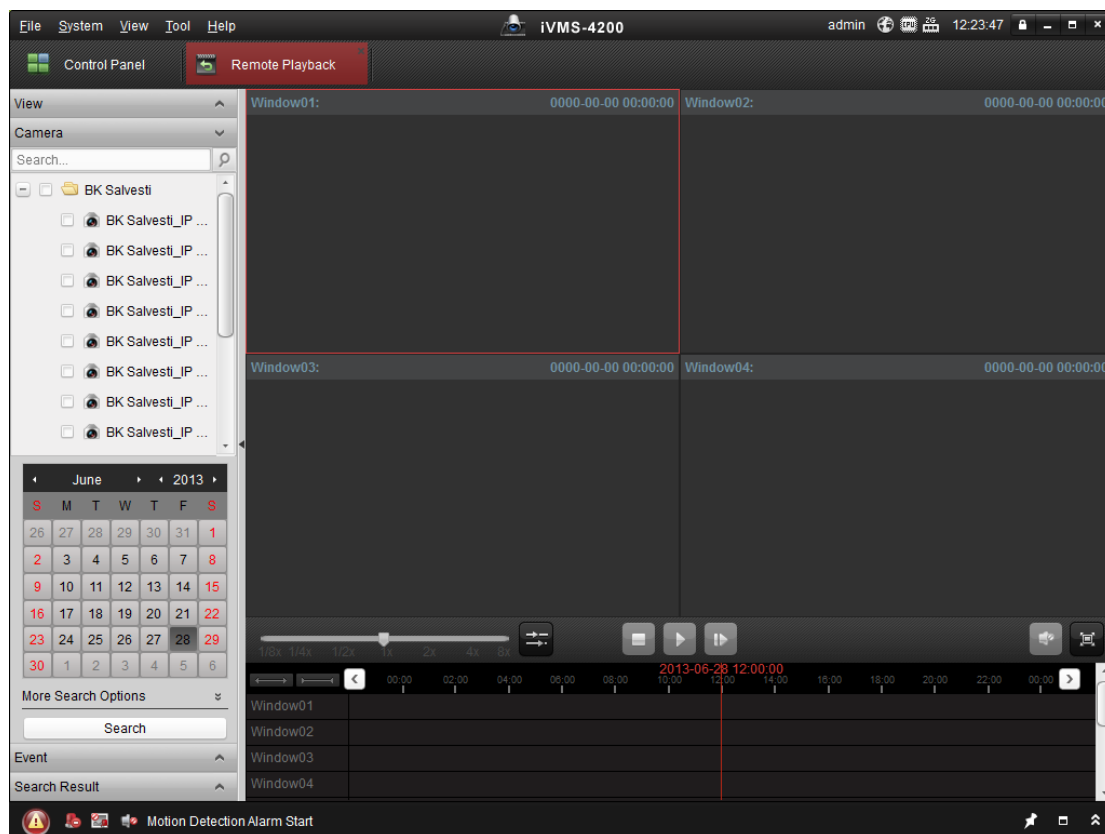 File System View Tool Help iVMS-4200 admin CPU 2G 12:23:47
Control Panel Remote Playback
View
Camera
Search...
BK Salvesti
BK Salvesti_IP ...
BK Salvesti_IP ...
BK Salvesti_IP ...
BK Salvesti_IP ...
BK Salvesti_IP ...
BK Salvesti_IP ...
BK Salvesti_IP ...
BK Salvesti_IP ...
June 2013
S M T W T F S
26 27 28 29 30 31 1
2 3 4 5 6 7 8
9 10 11 12 13 14 15
16 17 18 19 20 21 22
23 24 25 26 27 28 29
30 1 2 3 4 5 6
More Search Options
Search
Event
Search Result
Window01: 0000-00-00 00:00:00 Window02: 0000-00-00 00:00:00
Window03: 0000-00-00 00:00:00 Window04: 0000-00-00 00:00:00
1/8x 1/4x 1/2x 1x 2x 4x 8x
2013-06-28 12:00:00
00:00 02:00 04:00 06:00 08:00 10:00 12:00 14:00 16:00 18:00 20:00 22:00 00:00
Window01
Window02
Window03
Window04
Motion Detection Alarm Start